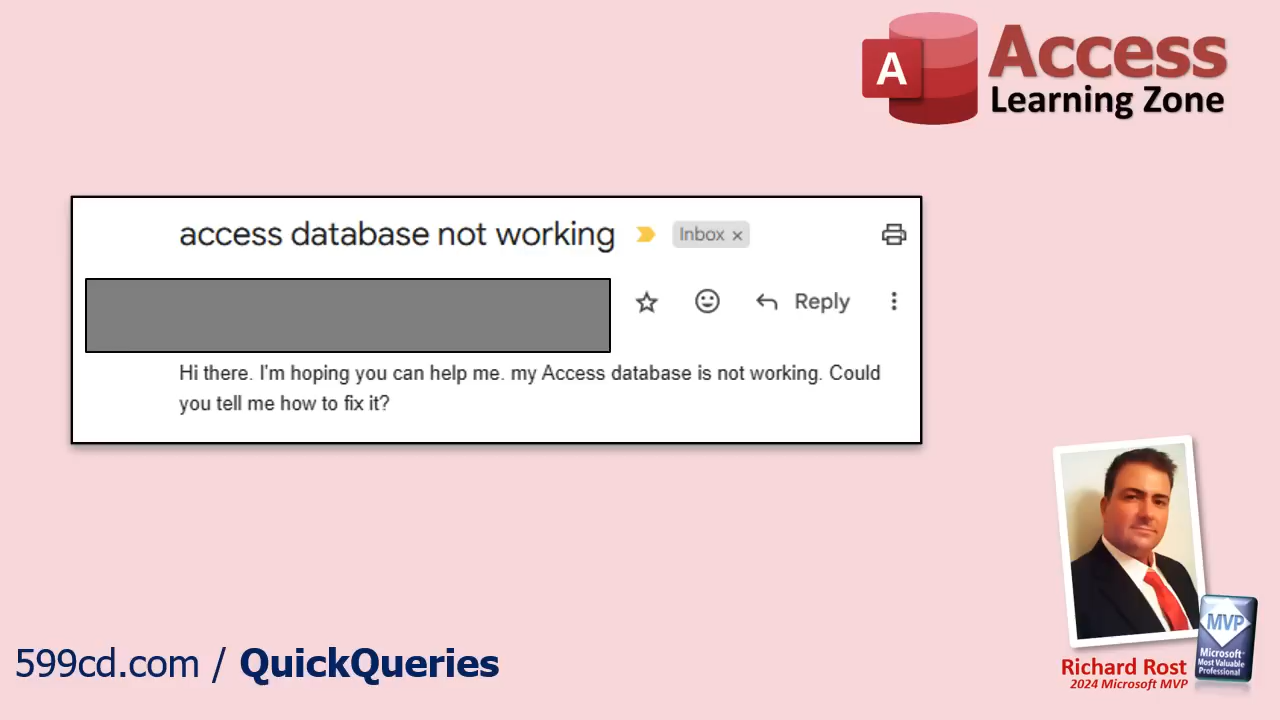 A Access
Learning Zone
access database not working
Inbox ×
Reply
Hi there. I'm hoping you can help me. my Access database is not working. Could
you tell me how to fix it?
MVP
Microsoft®
Most Valuable
Professional
Richard Rost
2024 Microsoft MVP
599cd.com / QuickQueries